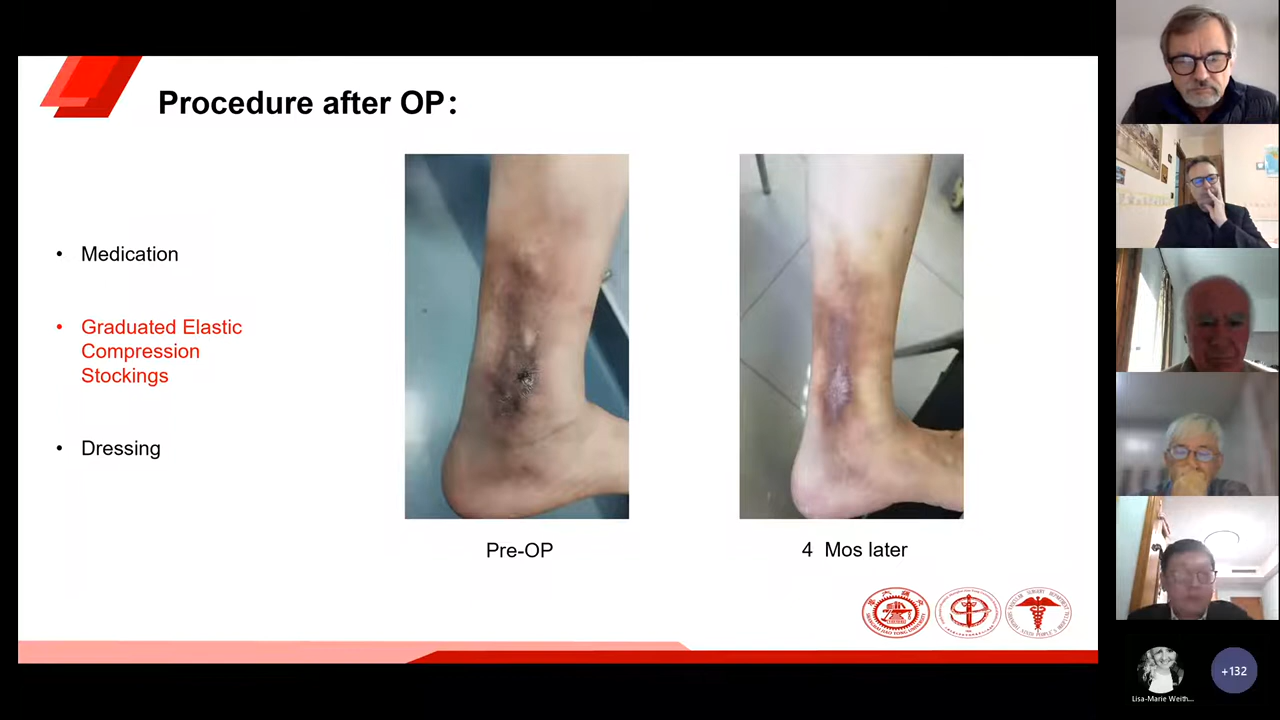 Procedure after OP:
• Medication
• Graduated Elastic
Compression
Stockings
• Dressing
Pre-OP
4 Mos later
Lisa-Marie Weith...
+132